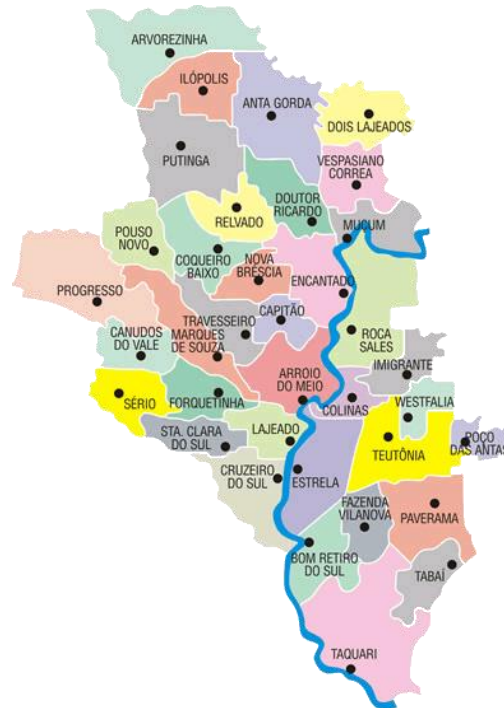 ARVOREZINHA
ILÓPOLIS
ANTA GORDA
DOIS LAJEADOS
PUTINGA
VESPASIANO
CORREA
DOUTOR
RICARDO
RELVADO
MUCUM
POUSO
NOVO
COQUEIRO
BAIXO
NOVA
BRÉSCIA
ENCANTADO
PROGRESSO
CAPITÃO
TRAVESSEIRO
CANUDOS
DO VALE
MARQUES
DE SOUZA
ROCA
SALES
IMIGRANTE
ARROIO
DO MEIO
SÉRIO
FORQUETINHA
COLINAS
WESTFALIA
STA. CLARA
DO SUL
LAJEADO
TEUTÔNIA
POÇO
DAS ANTAS
CRUZEIRO
DO SUL
ESTRELA
FAZENDA
VILANOVA
PAVERAMA
BOM RETIRO
DO SUL
TABAÍ
TAQUARI